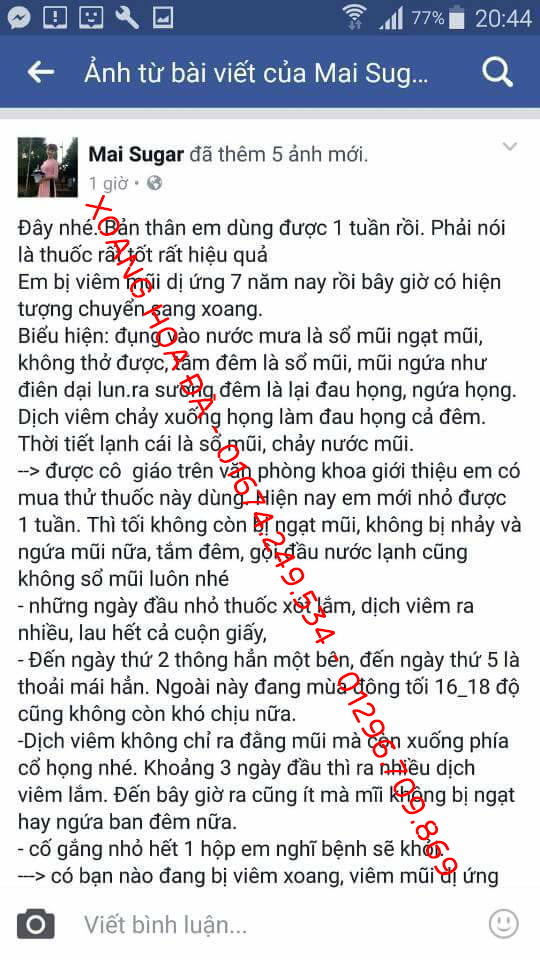 77% 20:44
Ảnh từ bài viết của Mai Sug...
Mai Sugar đã thêm 5 ảnh mới.
1 giờ
Đây nhé. Bản thân em dùng được 1 tuần rồi. Phải nói
là thuốc rất tốt rất hiệu quả
Em bị viêm mũi dị ứng 7 năm nay rồi bây giờ có hiện
tượng chuyển sang xoang.
Biểu hiện: đụng vào nước mưa là sổ mũi ngạt mũi,
không thở được, tắm đêm là sổ mũi, mũi ngứa như
điên dại lun.ra sương đêm là lại đau họng, ngứa họng.
Dịch viêm chảy xuống họng làm đau họng cả đêm.
Thời tiết lạnh cái là sổ mũi, chảy nước mũi.
--> được cô giáo trên văn phòng khoa giới thiệu em có
mua thử thuốc này dùng. Hiện nay em mới nhỏ được
1 tuần. Thì tối không còn bị ngạt mũi, không bị nhảy và
ngứa mũi nữa, tắm đêm, gội đầu nước lạnh cũng
không sổ mũi luôn nhé
- những ngày đầu nhỏ thuốc xót lắm, dịch viêm ra
nhiều, lau hết cả cuộn giấy,
- Đến ngày thứ 2 thông hẳn một bên, đến ngày thứ 5 là
thoải mái hẳn. Ngoài này đang mùa đông tối 16_18 độ
cũng không còn khó chịu nữa.
-Dịch viêm không chỉ ra đằng mũi mà còn xuống phía
cổ họng nhé. Khoảng 3 ngày đầu thì ra nhiều dịch
viêm lắm. Đến bây giờ ra cũng ít mà mĩi không bị ngạt
hay ngứa ban đêm nữa.
- cố gắng nhỏ hết 1 hộp em nghĩ bệnh sẽ khỏi.
---> có bạn nào đang bị viêm xoang, viêm mũi dị ứng
XOANG HOA ĐÀ - 01674.249.534 - 01296.709.869
Viết bình luận...